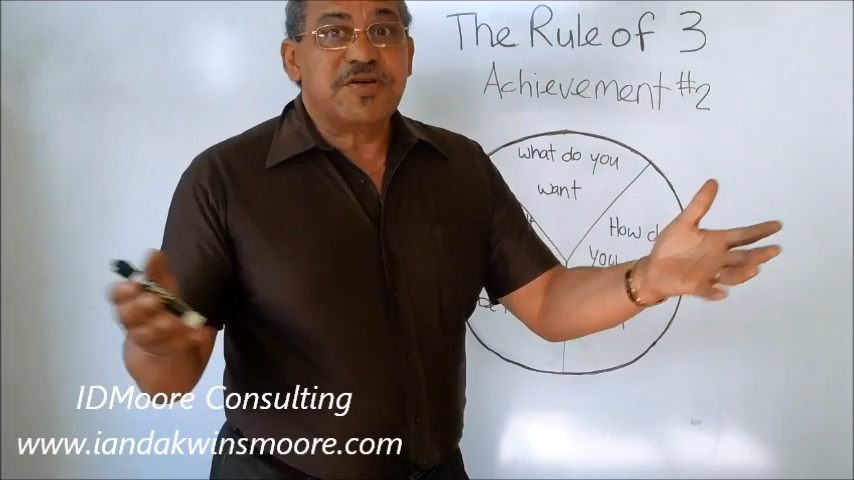 The Rule of 3
Achievement #2
what do you
want
How d
you
IDMoore Consulting
www.iandakwinsmoore.com